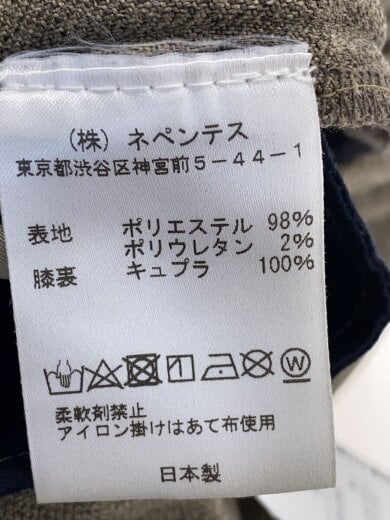 （株）ネペンテス
東京都渋谷区神宮前５－４４－１
表地　ポリエステル 98%
ポリウレタン 2%
膝裏　キュプラ 100%
W
柔軟剤禁止
アイロン掛けはあて布使用
日本製